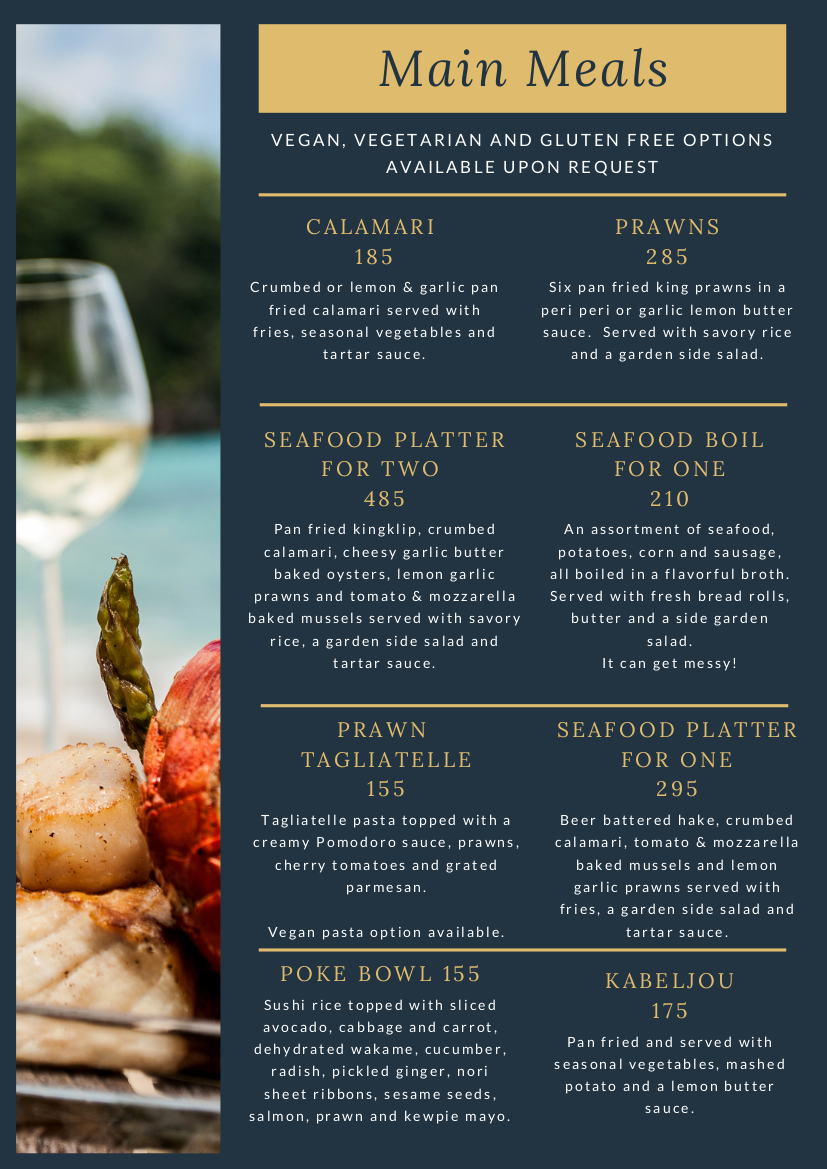 Main Meals
VEGAN, VEGETARIAN AND GLUTEN FREE OPTIONS
AVAILABLE UPON REQUEST
CALAMARI
185
Crumbed or lemon & garlic pan
fried calamari served with
fries, seasonal vegetables and
tartar sauce.
PRAWNS
285
Six pan fried king prawns in a
peri peri or garlic lemon butter
sauce. Served with savory rice
and a garden side salad.
SEAFOOD PLATTER
FOR TWO
485
Pan fried kingklip, crumbed
calamari, cheesy garlic butter
baked oysters, lemon garlic
prawns and tomato & mozzarella
baked mussels served with savory
rice, a garden side salad and
tartar sauce.
SEAFOOD BOIL
FOR ONE
210
An assortment of seafood,
potatoes, corn and sausage,
all boiled in a flavorful broth.
Served with fresh bread rolls,
butter and a side garden
salad.
It can get messy!
PRAWN
TAGLIATELLE
155
Tagliatelle pasta topped with a
creamy Pomodoro sauce, prawns,
cherry tomatoes and grated
parmesan.
Vegan pasta option available.
SEAFOOD PLATTER
FOR ONE
295
Beer battered hake, crumbed
calamari, tomato & mozzarella
baked mussels and lemon
garlic prawns served with
fries, a garden side salad and
tartar sauce.
POKE BOWL 155
Sushi rice topped with sliced
avocado, cabbage and carrot,
dehydrated wakame, cucumber,
radish, pickled ginger, nori
sheet ribbons, sesame seeds,
salmon, prawn and kewpie mayo.
KABELJOU
175
Pan fried and served with
seasonal vegetables, mashed
potato and a lemon butter
sauce.